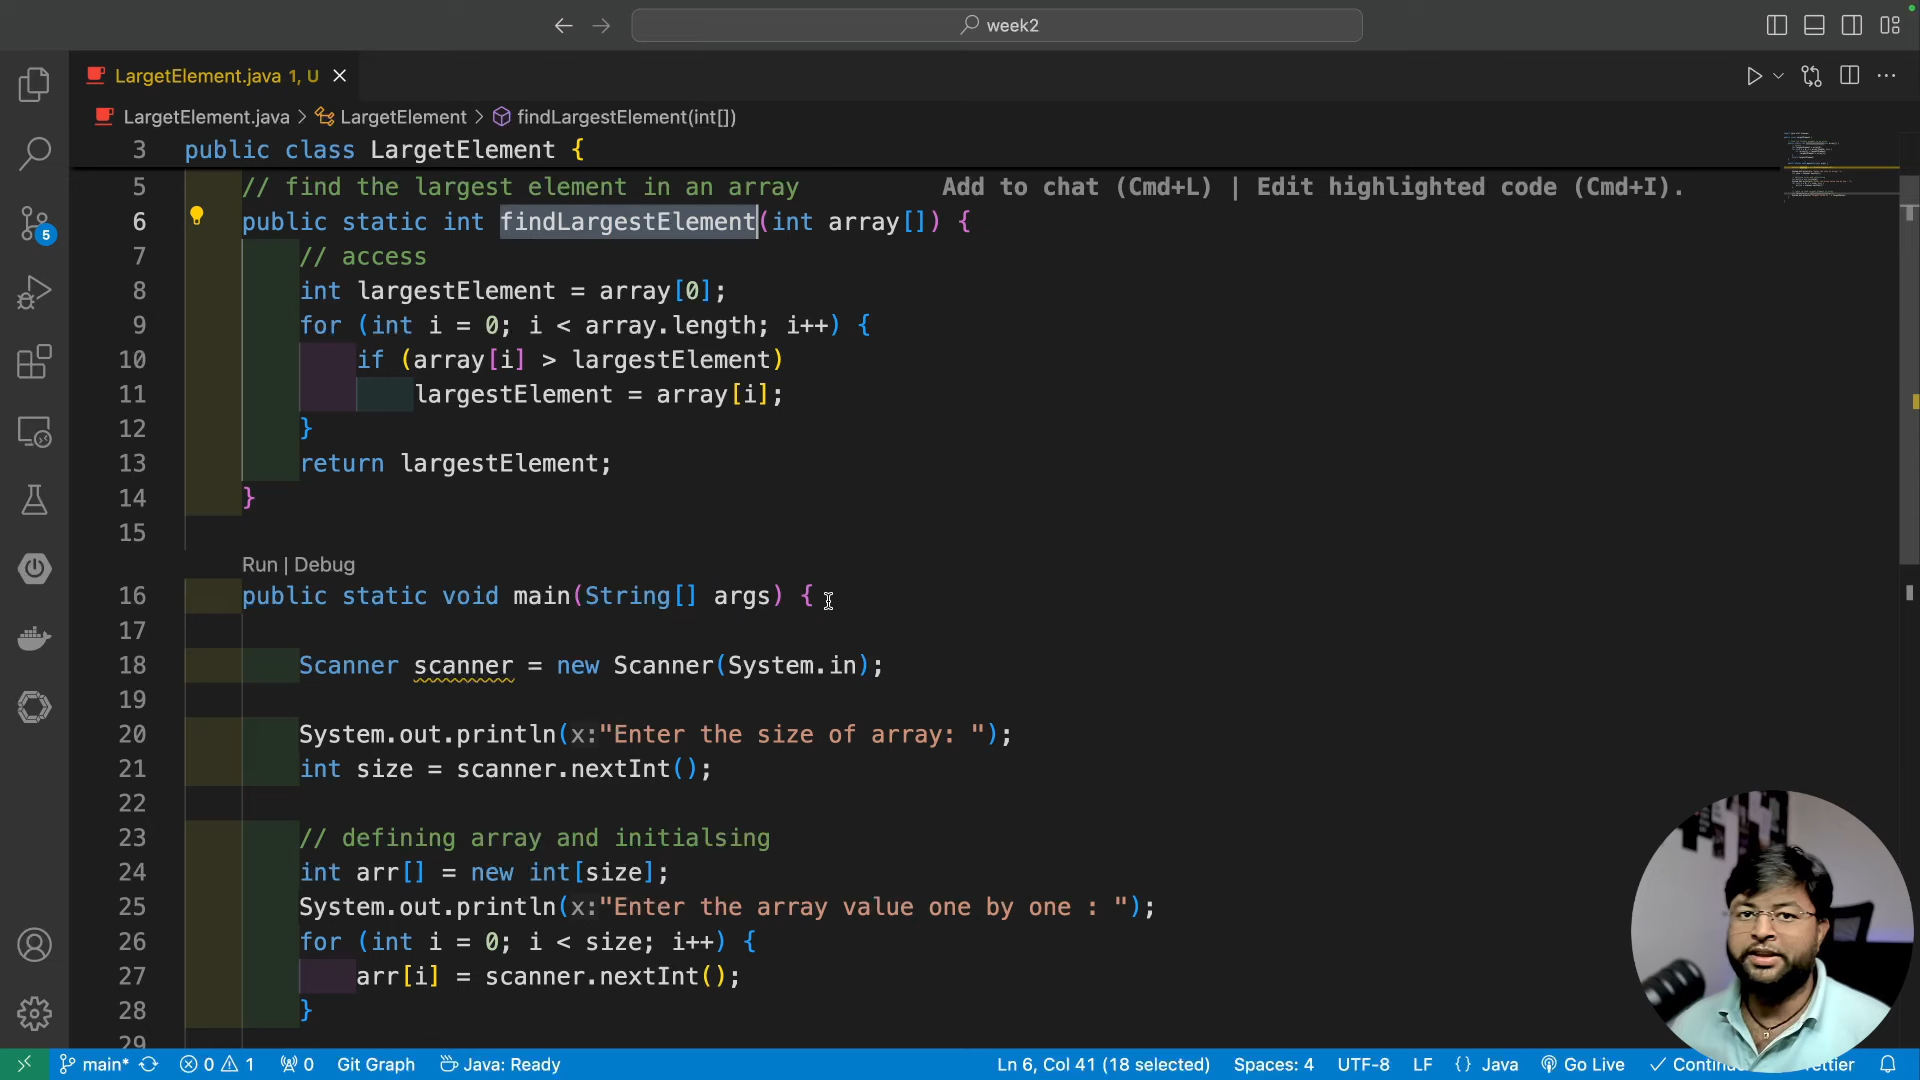 week2
LargetElement.java 1, U
LargetElement.java > LargetElement > findLargestElement(int[])
3 public class LargetElement {
5 // find the largest element in an array Add to chat (Cmd+L) | Edit highlighted code (Cmd+I).
6 public static int findLargestElement(int array[]) {
7 // access
8 int largestElement = array[0];
9 for (int i = 0; i < array.length; i++) {
10 if (array[i] > largestElement)
11 largestElement = array[i];
12 }
13 return largestElement;
14 }
15
Run | Debug
16 public static void main(String[] args) {
17
18 Scanner scanner = new Scanner(System.in);
19
20 System.out.println(x:"Enter the size of array: ");
21 int size = scanner.nextInt();
22
23 // defining array and initialsing
24 int arr[] = new int[size];
25 System.out.println(x:"Enter the array value one by one : ");
26 for (int i = 0; i < size; i++) {
27 arr[i] = scanner.nextInt();
28 }
29
5
main* 0 1 0 Git Graph Java: Ready Ln 6, Col 41 (18 selected) Spaces: 4 UTF-8 LF {} Java Go Live